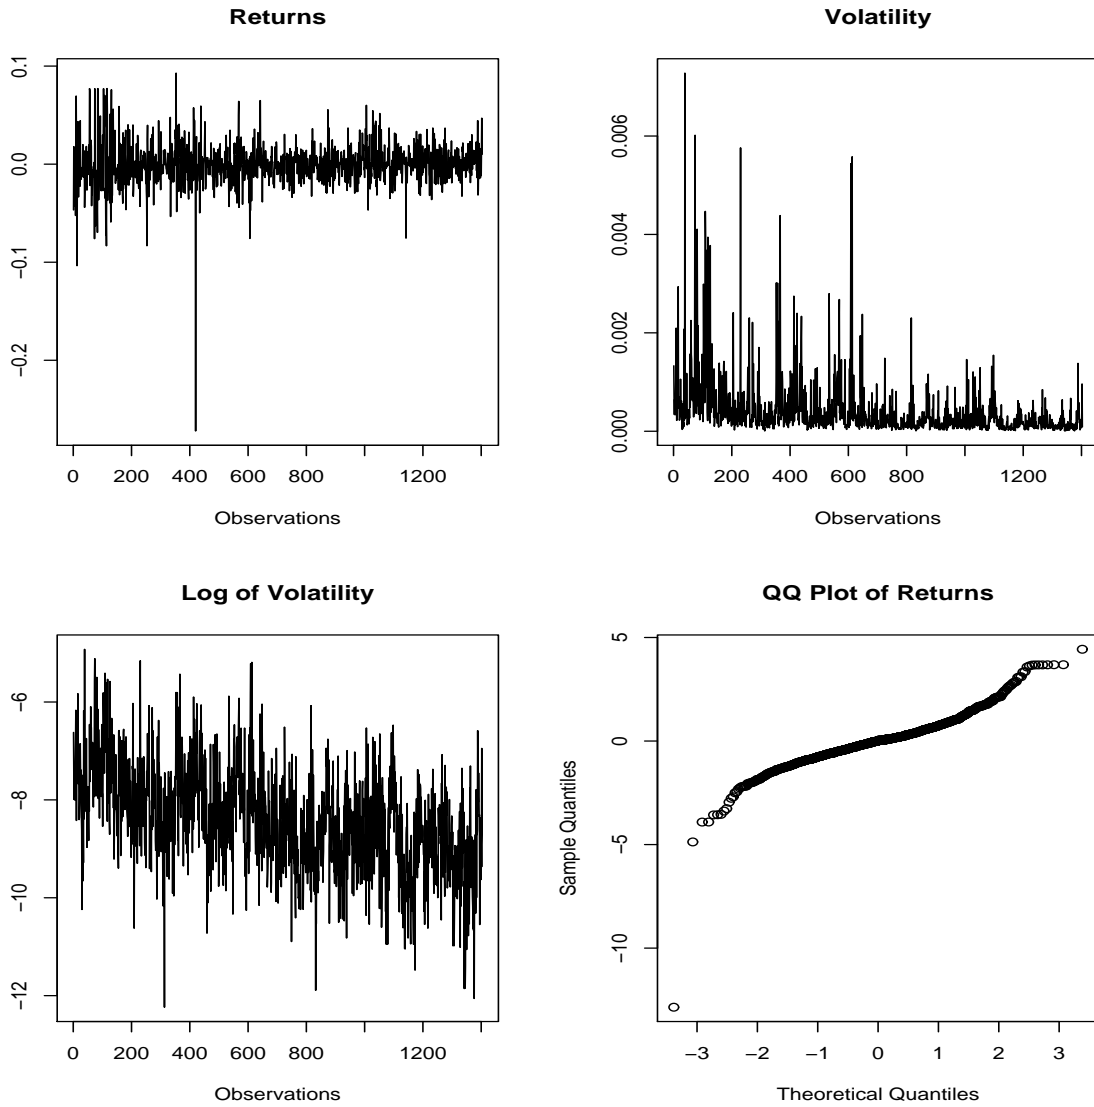 Returns
0.1
0.0
−0.1
−0.2
0 200 400 600 800 1200
Observations
Volatility
0.006
0.004
0.002
0.000
0 200 400 600 800 1200
Observations
Log of Volatility
−6
−8
−10
−12
0 200 400 600 800 1200
Observations
QQ Plot of Returns
Sample Quantiles
5
0
−5
−10
−3 −2 −1 0 1 2 3
Theoretical Quantiles